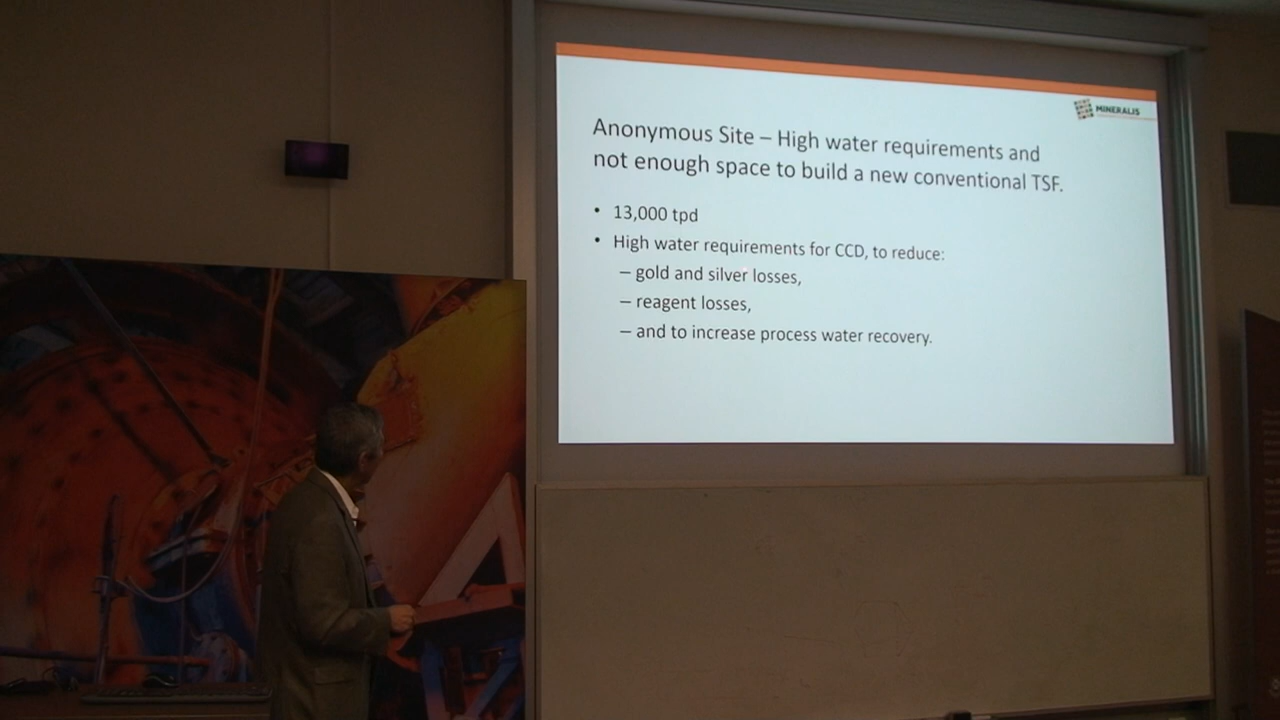 MINERALIS
Anonymous Site – High water requirements and
not enough space to build a new conventional TSF.
• 13,000 tpd
• High water requirements for CCD, to reduce:
– gold and silver losses,
– reagent losses,
– and to increase process water recovery.